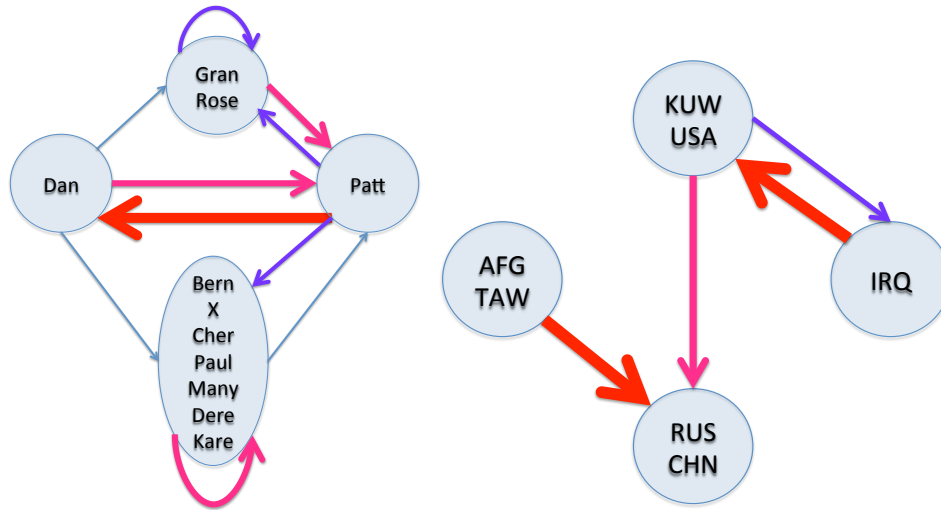 Gran
Rose
Dan
Patt
Bern
X
Cher
Paul
Many
Dere
Kare
KUW
USA
AFG
TAW
IRQ
RUS
CHN